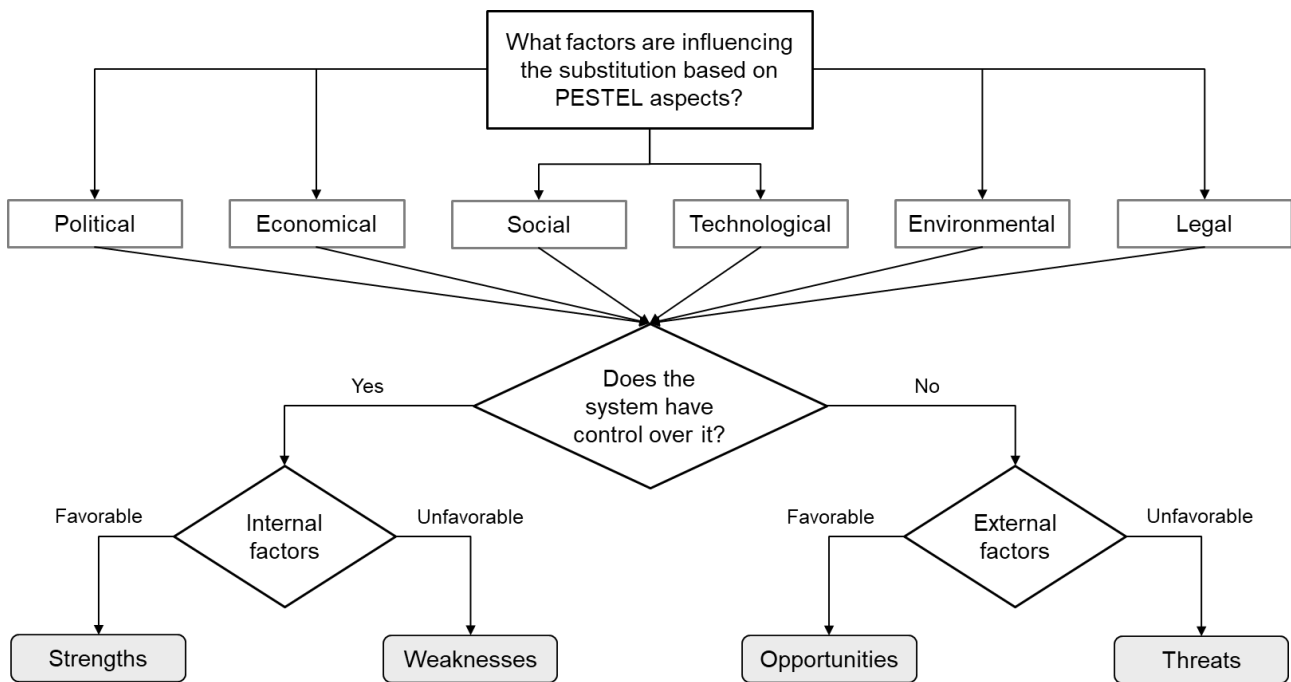 What factors are influencing
the substitution based on
PESTEL aspects?
Political
Economical
Social
Technological
Environmental
Legal
Does the
system have
control over it?
Yes
No
Internal
factors
Favorable
Unfavorable
External
factors
Favorable
Unfavorable
Strengths
Weaknesses
Opportunities
Threats